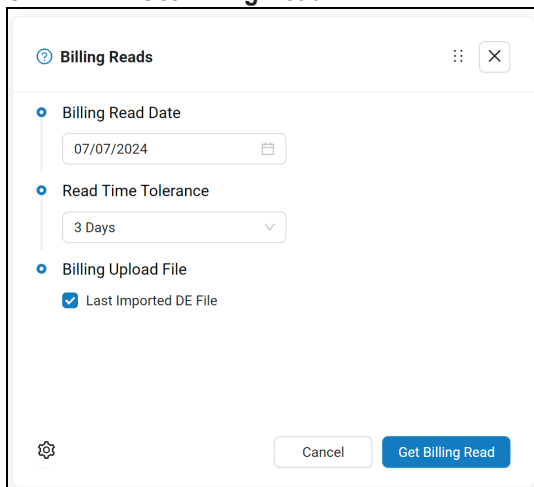 Billing Reads
Billing Read Date
07/07/2024
Read Time Tolerance
3 Days
Billing Upload File
Last Imported DE File
Cancel
Get Billing Read